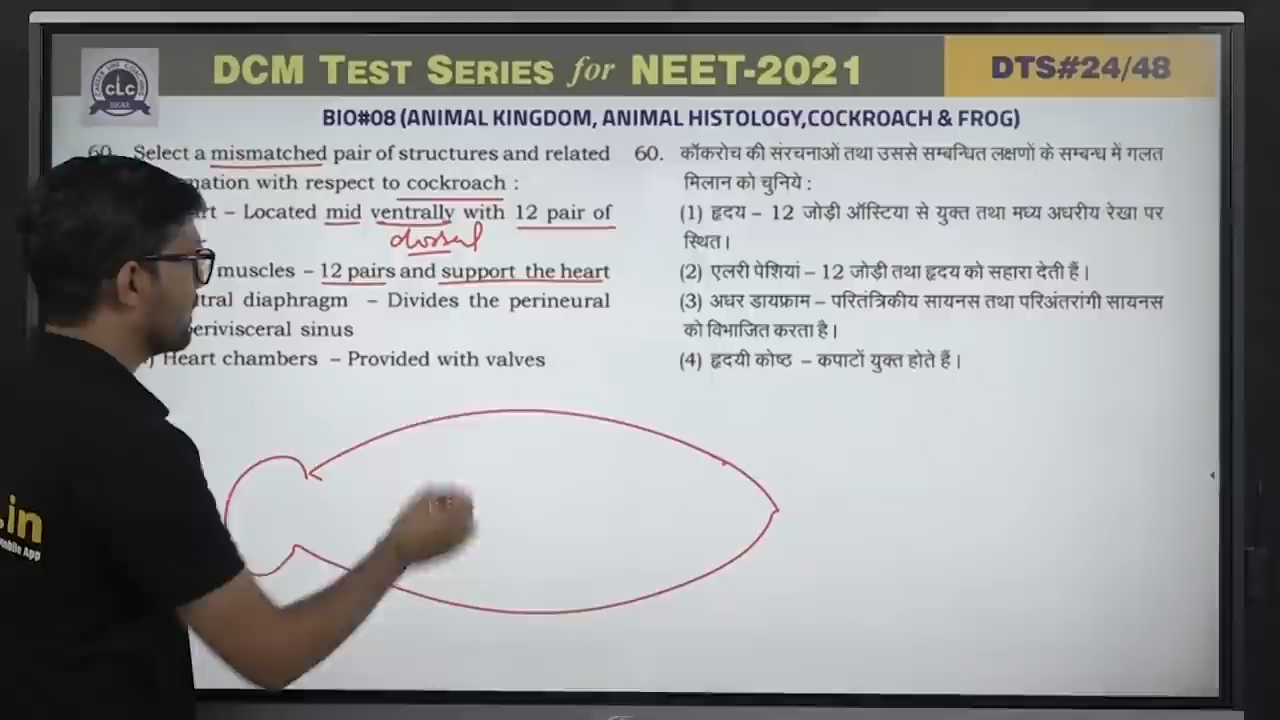 DCM TEST SERIES for NEET-2021
DTS#24/48
CLC
SIKAR
BIO#08 (ANIMAL KINGDOM, ANIMAL HISTOLOGY,COCKROACH & FROG)
60. Select a mismatched pair of structures and related
mation with respect to cockroach :
rt – Located mid ventrally with 12 pair of
dorsal
muscles – 12 pairs and support the heart
tral diaphragm – Divides the perineural
perivisceral sinus
) Heart chambers – Provided with valves
60. कॉकरोच की संरचनाओं तथा उससे सम्बन्धित लक्षणों के सम्बन्ध में गलत
मिलान को चुनिये :
(1) हृदय – 12 जोड़ी ऑस्टिया से युक्त तथा मध्य अधरीय रेखा पर
स्थित।
(2) एलरी पेशियां – 12 जोड़ी तथा हृदय को सहारा देती हैं।
(3) अधर डायफ्राम – परितंत्रिकीय सायनस तथा परिअंतरांगी सायनस
को विभाजित करता है।
(4) हृदयी कोष्ठ – कपाटों युक्त होते हैं।
.in
Mobile App